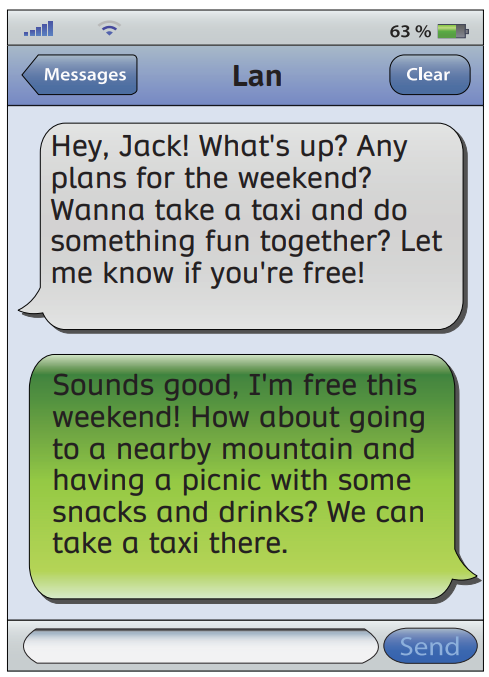 63 %
Messages
Lan
Clear
Hey, Jack! What's up? Any
plans for the weekend?
Wanna take a taxi and do
something fun together? Let
me know if you're free!
Sounds good, I'm free this
weekend! How about going
to a nearby mountain and
having a picnic with some
snacks and drinks? We can
take a taxi there.
Send